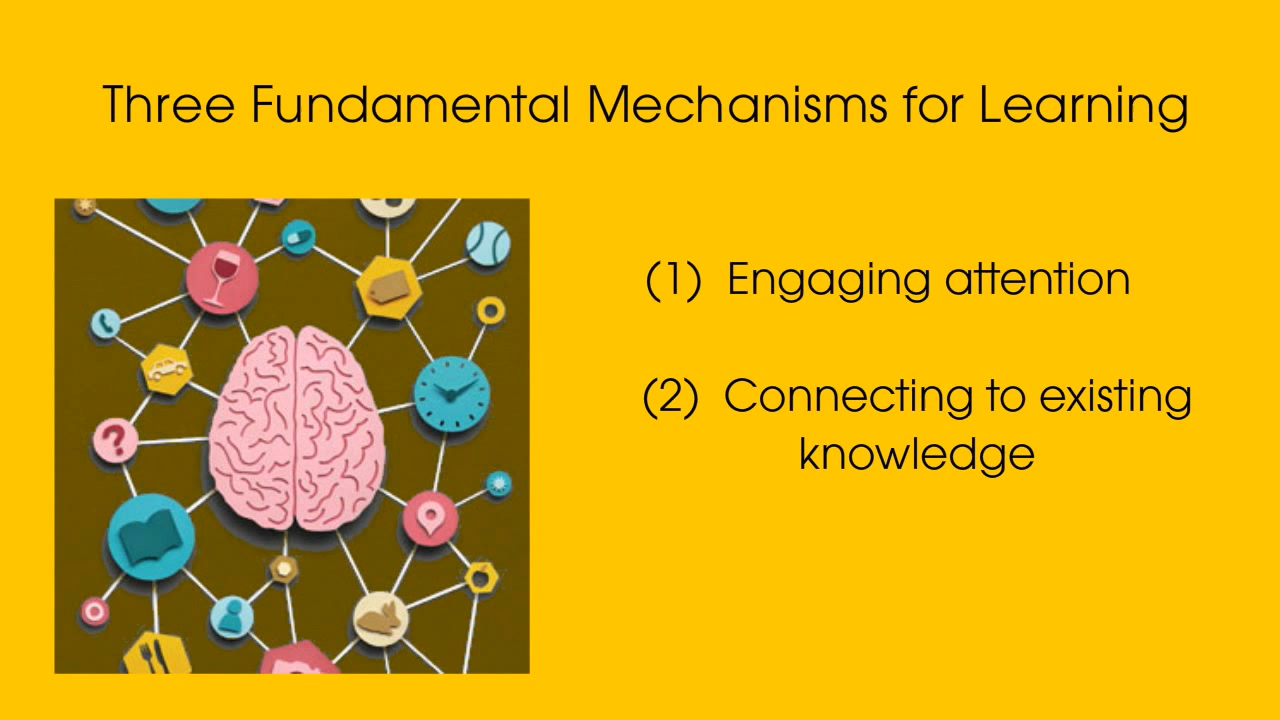 Three Fundamental Mechanisms for Learning
(1) Engaging attention
(2) Connecting to existing
knowledge
?